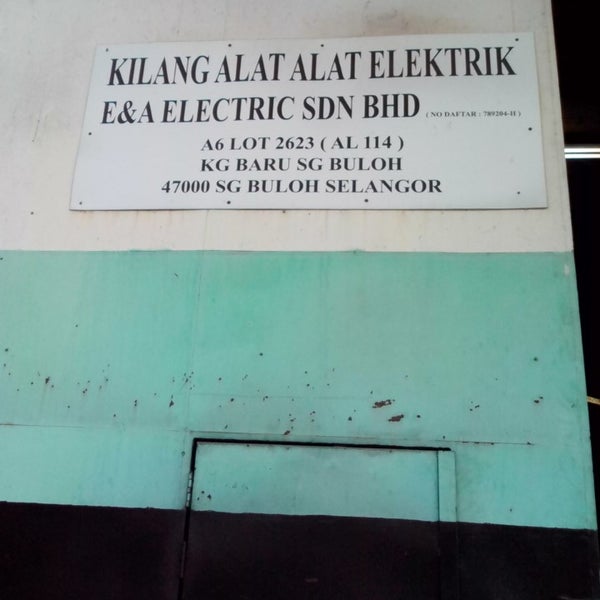 KILANG ALAT ALAT ELEKTRIK
E&A ELECTRIC SDN BHD ( NO DAFTAR : 789204-H )
A6 LOT 2623 ( AL 114 )
KG BARU SG BULOH
47000 SG BULOH SELANGOR